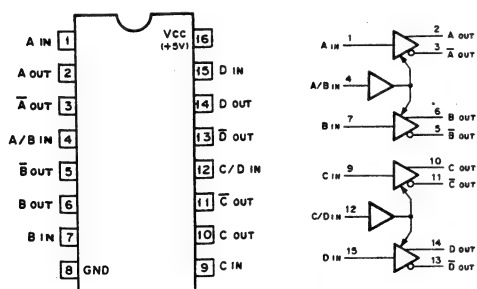 A IN 1
A OUT 2
A̅ OUT 3
A/B IN 4
B̅ OUT 5
B OUT 6
B IN 7
8 GND
VCC 16
(+5V)
15 D IN
14 D OUT
13 D̅ OUT
12 C/D IN
11 C̅ OUT
10 C OUT
9 C IN
A IN 1
2 A OUT
3 A̅ OUT
A/B IN 4
B IN 7
6 B OUT
5 B̅ OUT
C IN 9
10 C OUT
11 C̅ OUT
C/D IN 12
D IN 15
14 D OUT
13 D̅ OUT